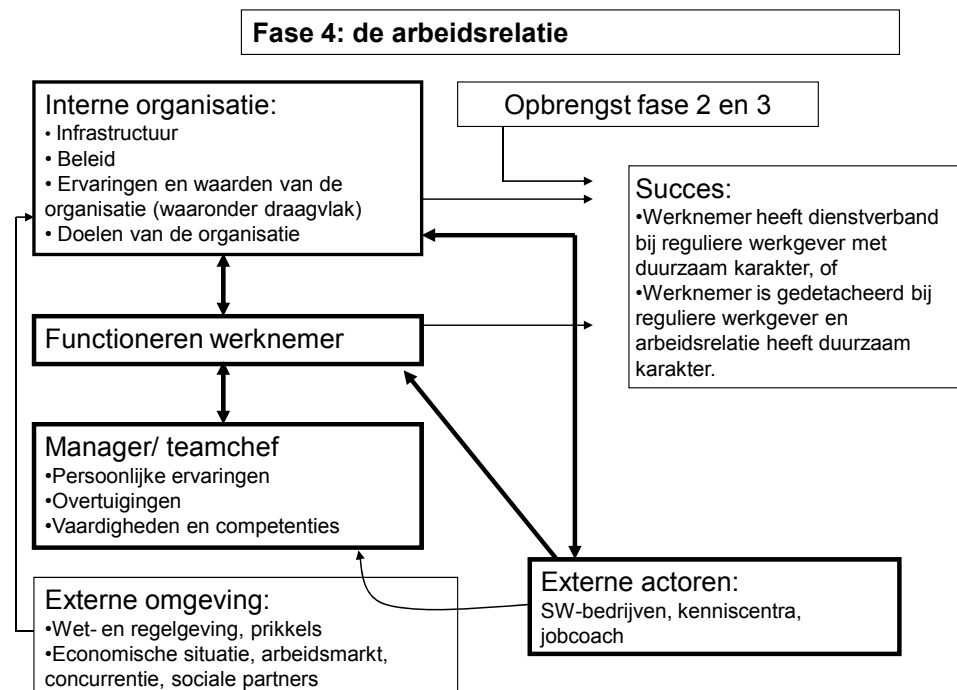 Fase 4: de arbeidsrelatie
Interne organisatie:
• Infrastructuur
• Beleid
• Ervaringen en waarden van de
organisatie (waaronder draagvlak)
• Doelen van de organisatie
Opbrengst fase 2 en 3
Succes:
•Werknemer heeft dienstverband
bij reguliere werkgever met
duurzaam karakter, of
•Werknemer is gedetacheerd bij
reguliere werkgever en
arbeidsrelatie heeft duurzaam
karakter.
Functioneren werknemer
Manager/ teamchef
•Persoonlijke ervaringen
•Overtuigingen
•Vaardigheden en competenties
Externe omgeving:
•Wet- en regelgeving, prikkels
•Economische situatie, arbeidsmarkt,
concurrentie, sociale partners
Externe actoren:
SW-bedrijven, kenniscentra,
jobcoach